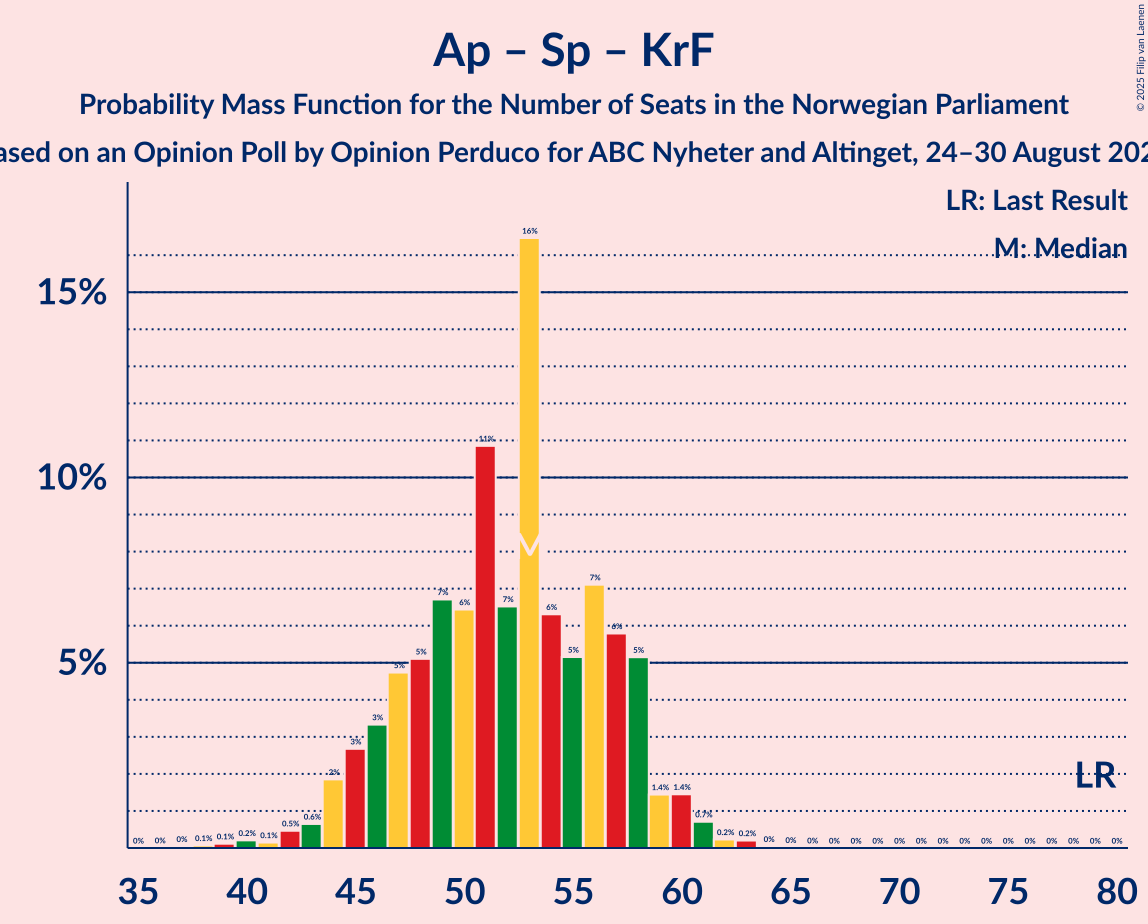 Ap – Sp – KrF
Probability Mass Function for the Number of Seats in the Norwegian Parliament
ased on an Opinion Poll by Opinion Perduco for ABC Nyheter and Altinget, 24–30 August 202
© 2025 Filip van Laenen
LR: Last Result
M: Median
15%
10%
5%
0% 0% 0% 0.1% 0.1% 0.2% 0.1% 0.5% 0.6% 2% 3% 3% 5% 5% 7% 6% 11% 7% 16% 6% 5% 7% 6% 5% 1.4% 1.4% 0.7% 0.2% 0.2% 0% 0% 0% 0% 0% 0% 0% 0% 0% 0% 0% 0% 0% 0% 0% 0% 0%
LR
35 40 45 50 55 60 65 70 75 80